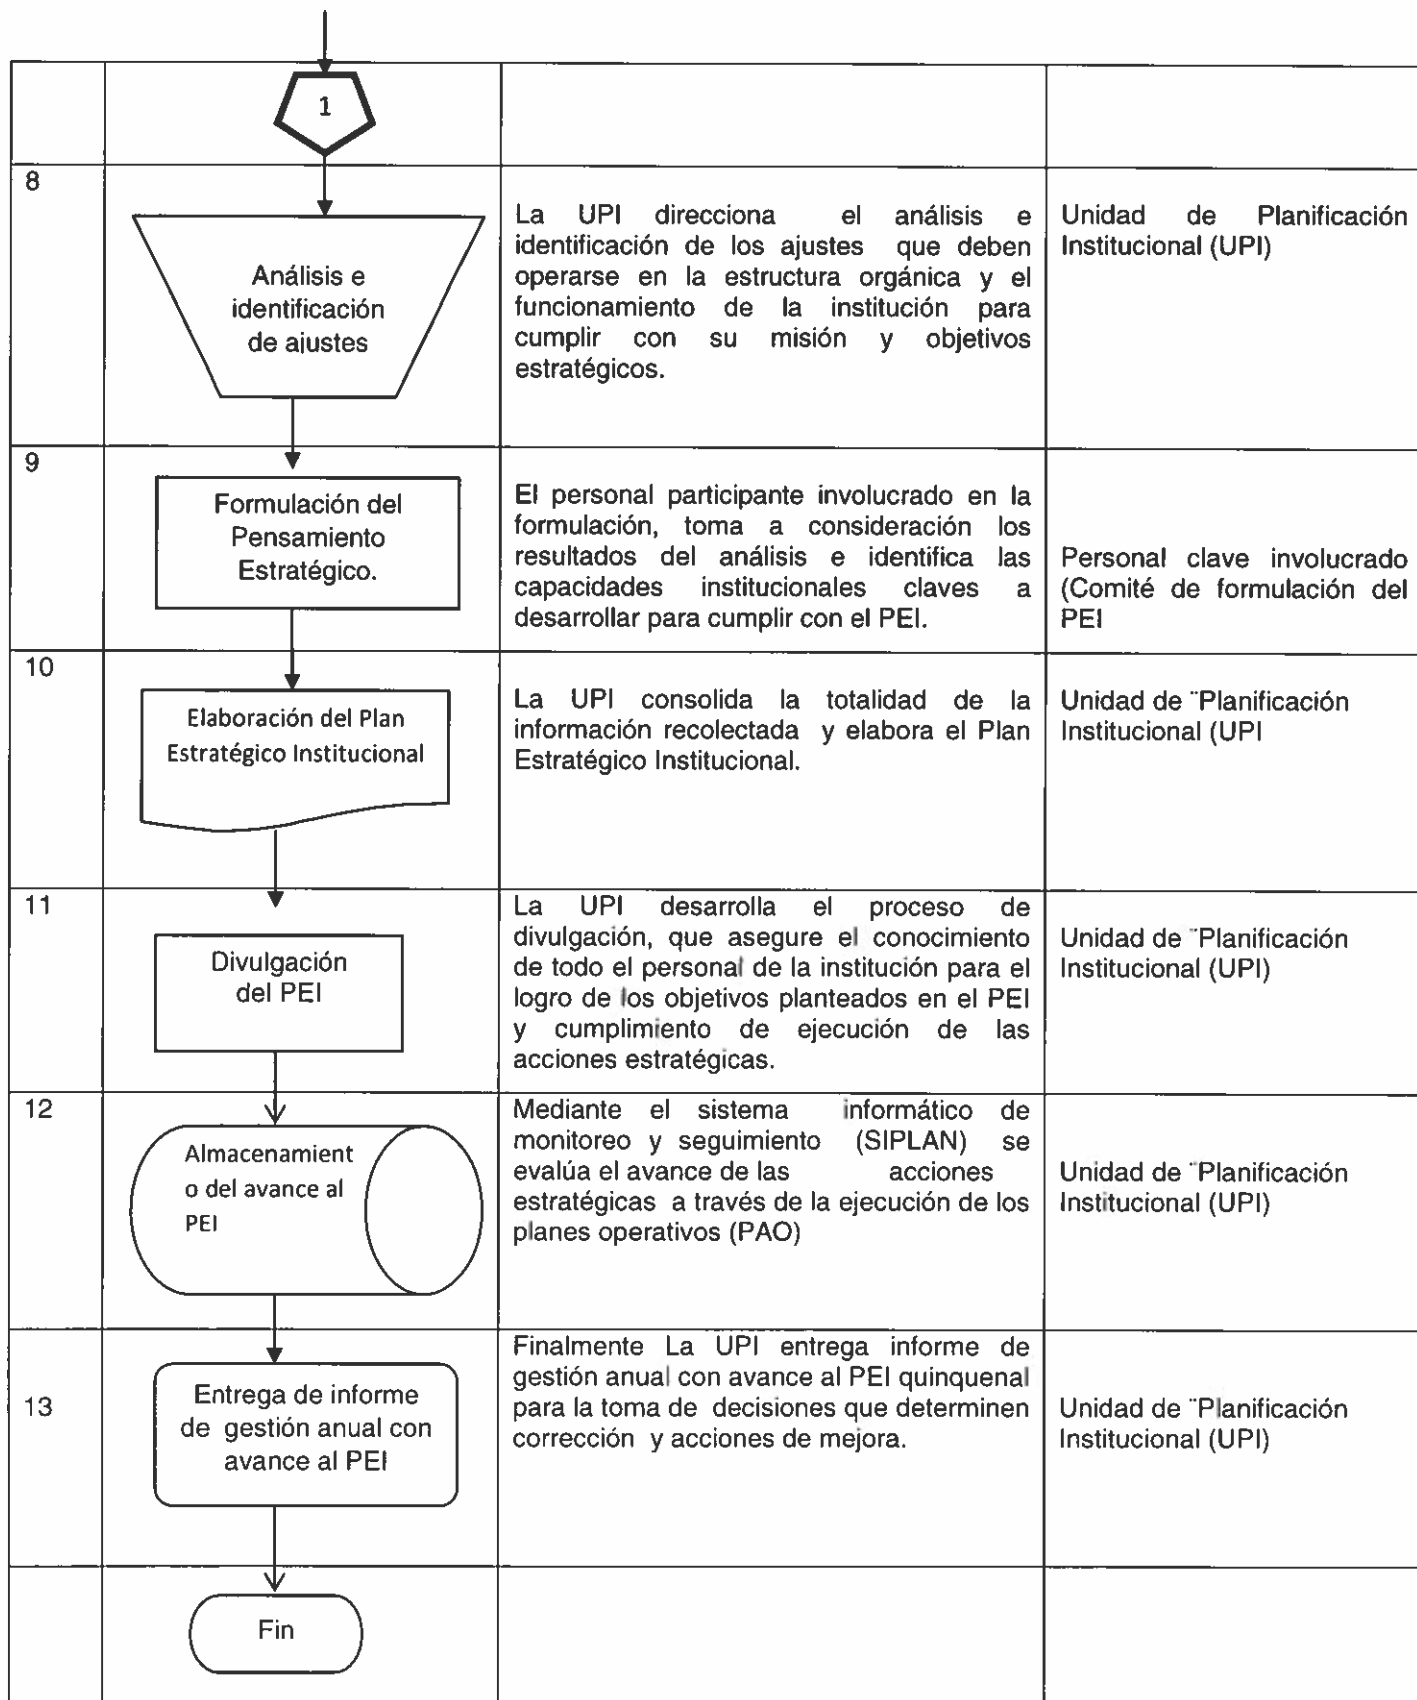 1
8
Análisis e
identificación
de ajustes
La UPI direcciona el análisis e
identificación de los ajustes que deben
operarse en la estructura orgánica y el
funcionamiento de la institución para
cumplir con su misión y objetivos
estratégicos.
Unidad de Planificación
Institucional (UPI)
9
Formulación del
Pensamiento
Estratégico.
El personal participante involucrado en la
formulación, toma a consideración los
resultados del análisis e identifica las
capacidades institucionales claves a
desarrollar para cumplir con el PEI.
Personal clave involucrado
(Comité de formulación del
PEI
10
Elaboración del Plan
Estratégico Institucional
La UPI consolida la totalidad de la
información recolectada y elabora el Plan
Estratégico Institucional.
Unidad de ¨Planificación
Institucional (UPI
11
Divulgación
del PEI
La UPI desarrolla el proceso de
divulgación, que asegure el conocimiento
de todo el personal de la institución para el
logro de los objetivos planteados en el PEI
y cumplimiento de ejecución de las
acciones estratégicas.
Unidad de ¨Planificación
Institucional (UPI)
12
Almacenamient
o del avance al
PEI
Mediante el sistema informático de
monitoreo y seguimiento (SIPLAN) se
evalúa el avance de las acciones
estratégicas a través de la ejecución de los
planes operativos (PAO)
Unidad de ¨Planificación
Institucional (UPI)
13
Entrega de informe
de gestión anual con
avance al PEI
Finalmente La UPI entrega informe de
gestión anual con avance al PEI quinquenal
para la toma de decisiones que determinen
corrección y acciones de mejora.
Unidad de ¨Planificación
Institucional (UPI)
Fin